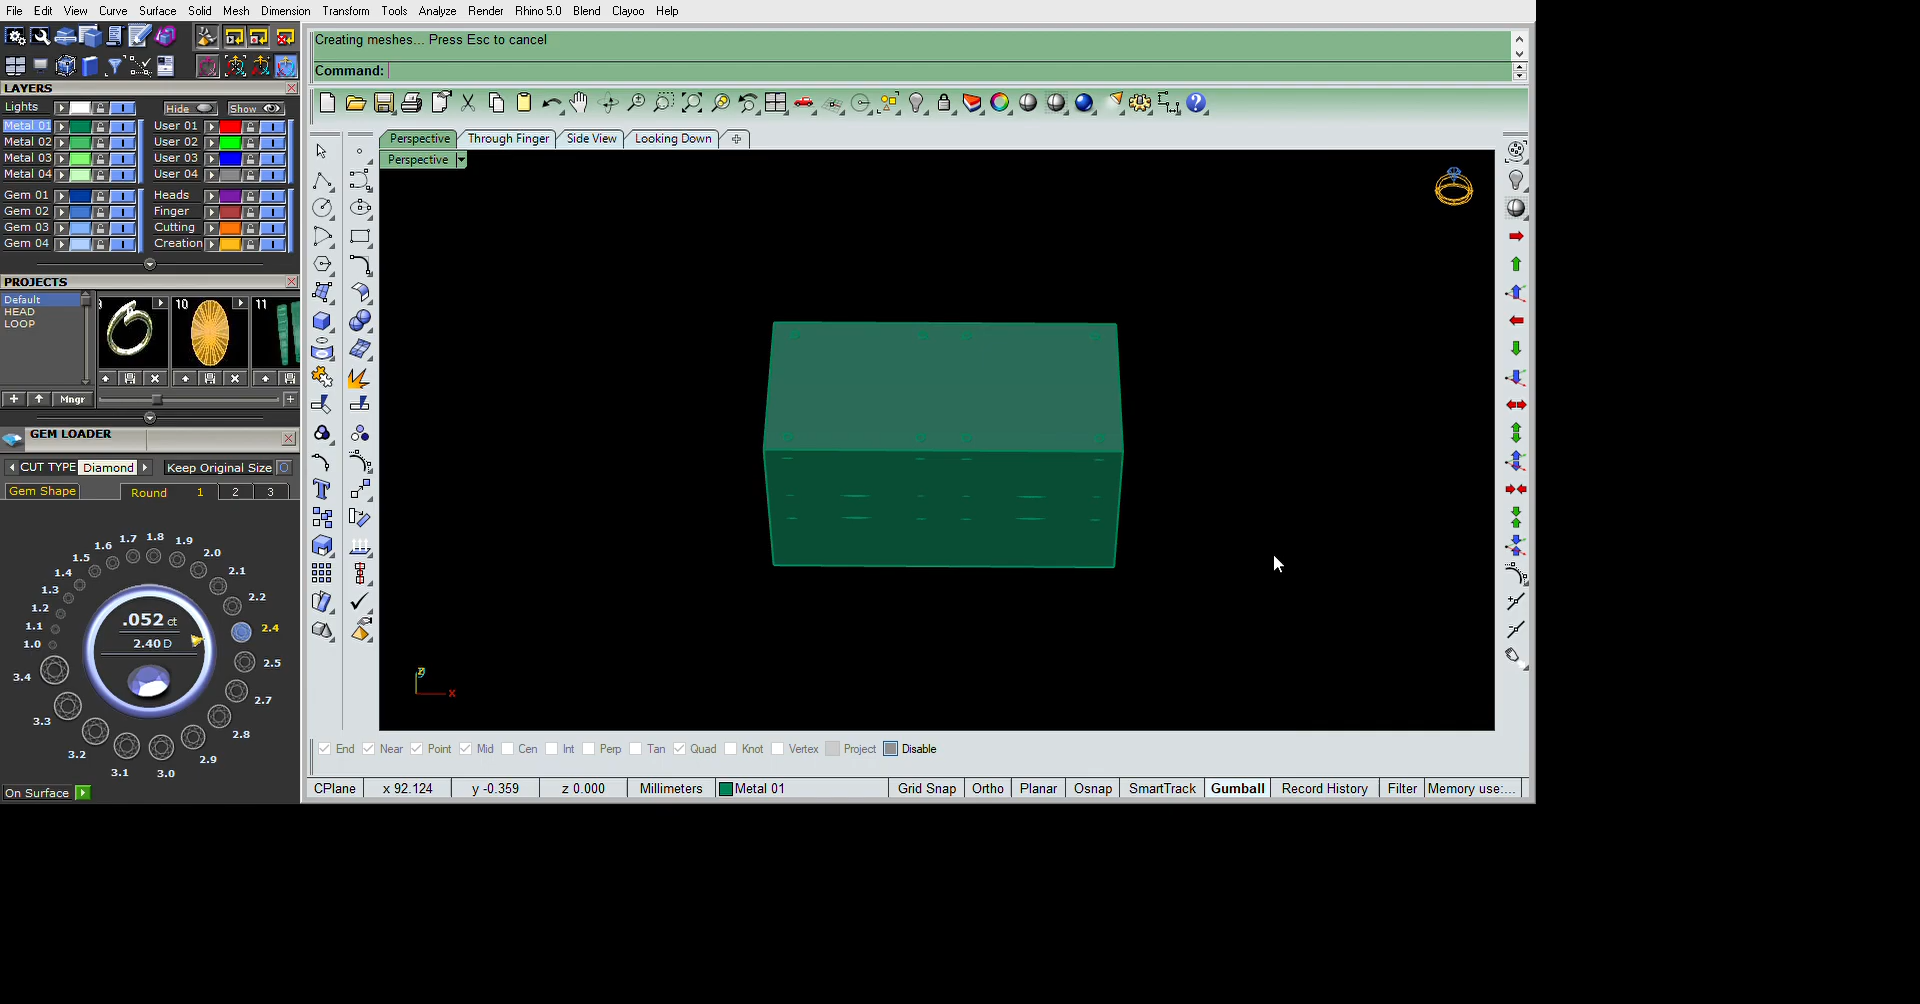 File Edit View Curve Surface Solid Mesh Dimension Transform Tools Analyze Render Rhino 5.0 Blend Clayoo Help
Creating meshes... Press Esc to cancel
Command:
LAYERS
Lights Hide Show
Metal 01 User 01
Metal 02 User 02
Metal 03 User 03
Metal 04 User 04
Gem 01 Heads
Gem 02 Finger
Gem 03 Cutting
Gem 04 Creation
PROJECTS
Default
HEAD
LOOP
9 10 11
Mngr
GEM LOADER
CUT TYPE Diamond Keep Original Size
Gem Shape Round 1 2 3
1.0
1.1
1.2
1.3
1.4
1.5
1.6
1.7
1.8
1.9
2.0
2.1
2.2
2.4
2.5
2.7
2.8
2.9
3.0
3.1
3.2
3.3
3.4
.052 ct
2.40 D
On Surface
Perspective Through Finger Side View Looking Down
Perspective
z
x
End Near Point Mid Cen Int Perp Tan Quad Knot Vertex Project Disable
CPlane x 92.124 y -0.359 z 0.000 Millimeters Metal 01 Grid Snap Ortho Planar Osnap SmartTrack Gumball Record History Filter Memory use:...